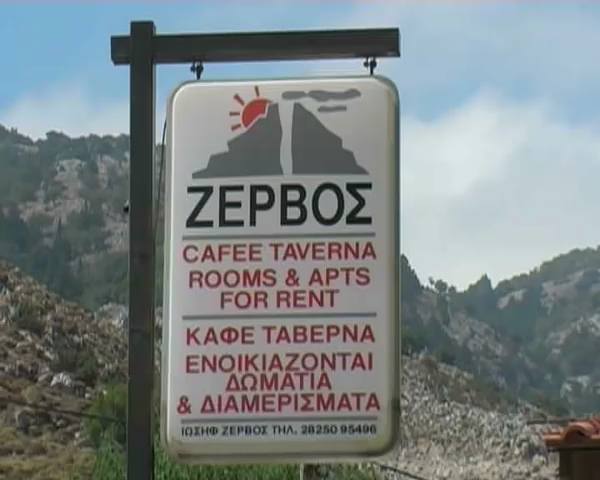 ΖΕΡΒΟΣ
CAFEE TAVERNA
ROOMS & APTS
FOR RENT
ΚΑΦΕ ΤΑΒΕΡΝΑ
ΕΝΟΙΚΙΑΖΟΝΤΑΙ
ΔΩΜΑΤΙΑ
& ΔΙΑΜΕΡΙΣΜΑΤΑ
ΙΩΣΗΦ ΖΕΡΒΟΣ ΤΗΛ. 28250 95496